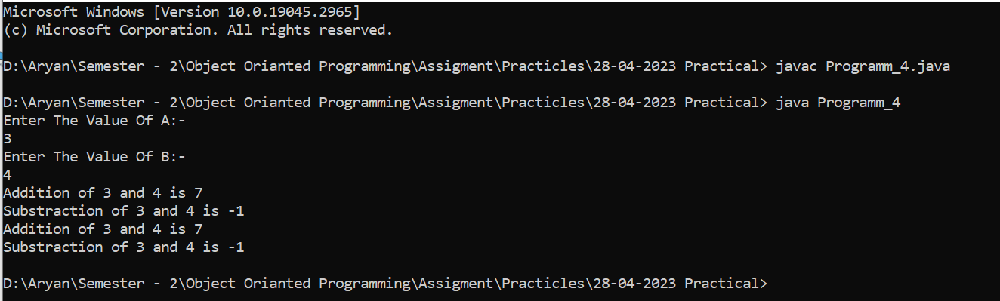 Microsoft Windows [Version 10.0.19045.2965]
(c) Microsoft Corporation. All rights reserved.
D:\Aryan\Semester - 2\Object Orianted Programming\Assigment\Practicles\28-04-2023 Practical> javac Programm_4.java
D:\Aryan\Semester - 2\Object Orianted Programming\Assigment\Practicles\28-04-2023 Practical> java Programm_4
Enter The Value Of A:-
3
Enter The Value Of B:-
4
Addition of 3 and 4 is 7
Substraction of 3 and 4 is -1
Addition of 3 and 4 is 7
Substraction of 3 and 4 is -1
D:\Aryan\Semester - 2\Object Orianted Programming\Assigment\Practicles\28-04-2023 Practical>